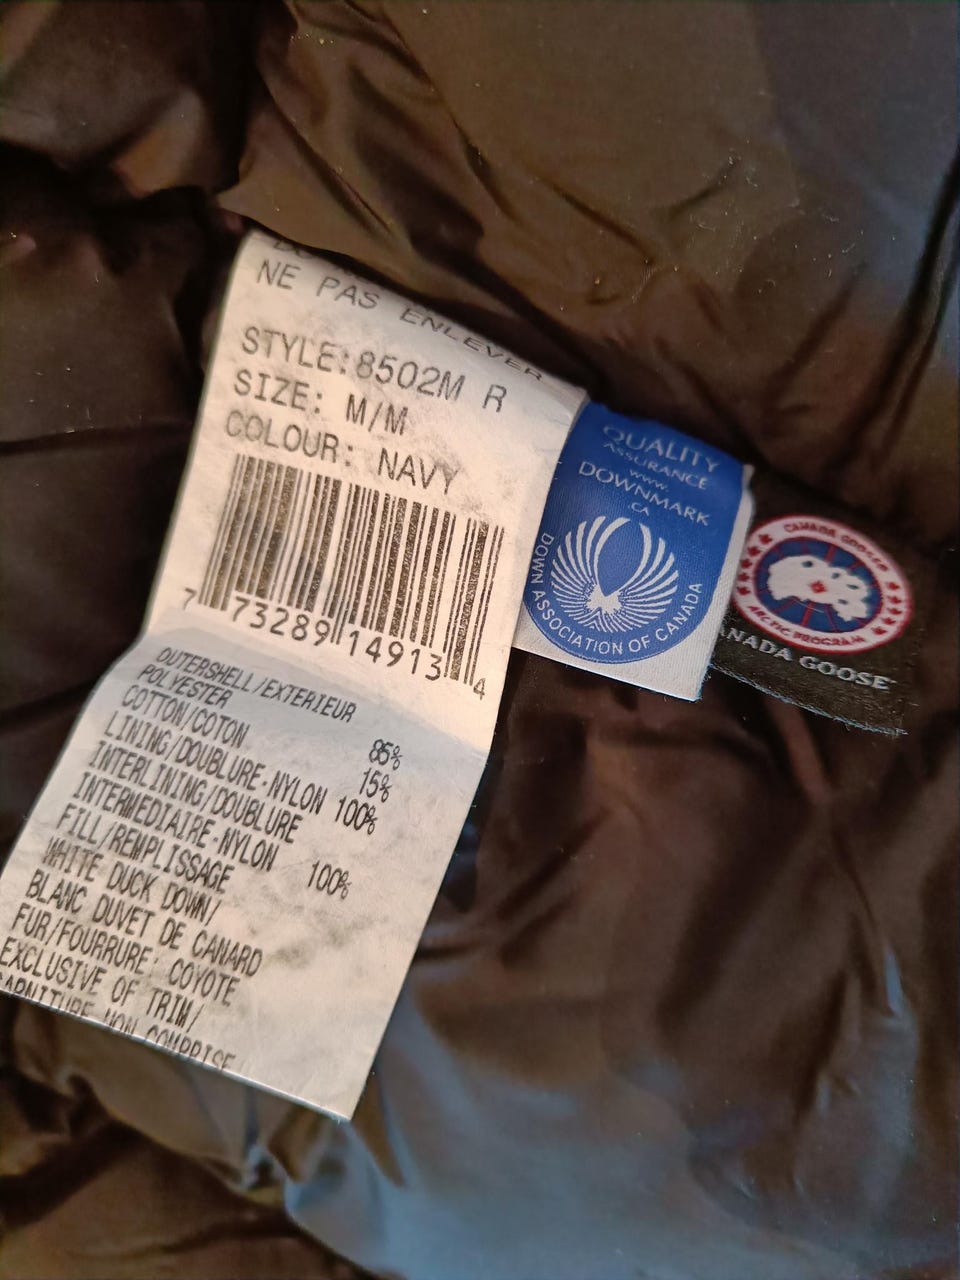 NE PAS ENLEVER
STYLE:8502M R
SIZE: M/M
COLOUR: NAVY
7 73289 14913 4
OUTERSHELL/EXTERIEUR
POLYESTER 85%
COTTON/COTON 15%
LINING/DOUBLURE-NYLON 100%
INTERLINING/DOUBLURE
INTERMEDIAIRE-NYLON 100%
FILL/REMPLISSAGE
WHITE DUCK DOWN/
BLANC DUVET DE CANARD
FUR/FOURRURE: COYOTE
EXCLUSIVE OF TRIM/
GARNITURE NON COMPRISE
QUALITY
ASSURANCE
www.
DOWNMARK
.CA
DOWN ASSOCIATION OF CANADA
CANADA GOOSE
ARCTIC PROGRAM
ANADA GOOSE